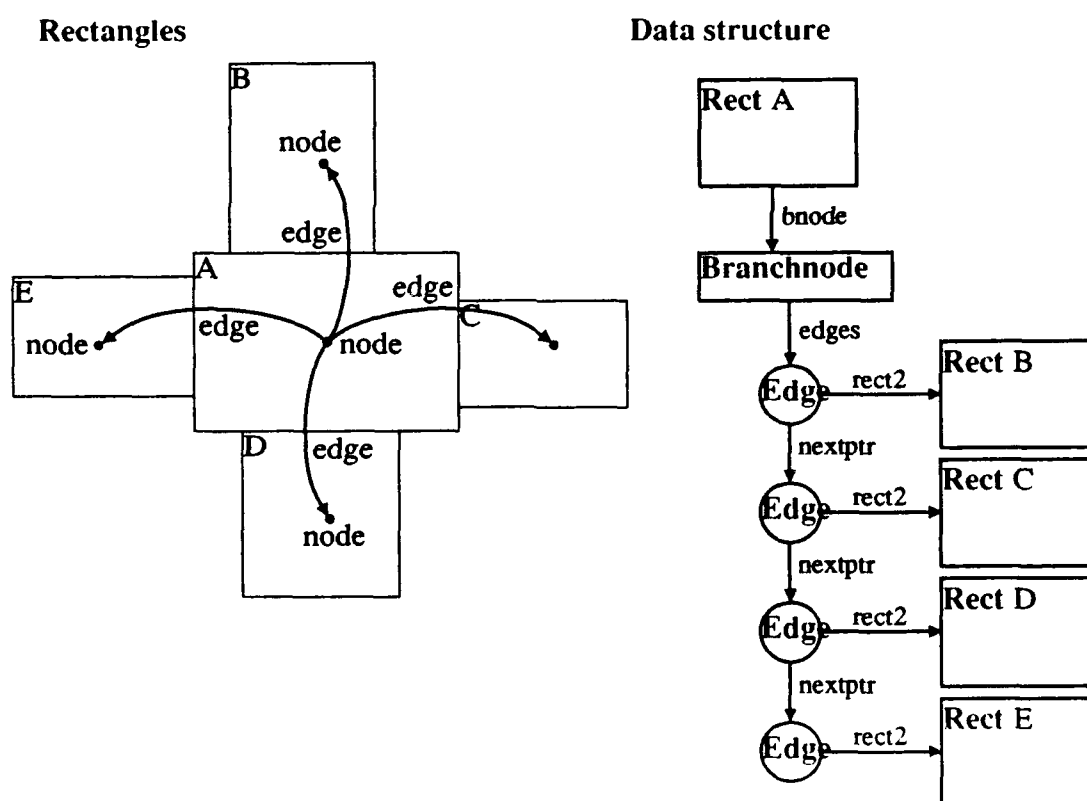 Rectangles
B
node
edge
A
edge
E
C
edge
node
node
D
edge
node
Data structure
Rect A
bnode
Branchnode
edges
Edge
rect2
Rect B
nextptr
Edge
rect2
Rect C
nextptr
Edge
rect2
Rect D
nextptr
Edge
rect2
Rect E